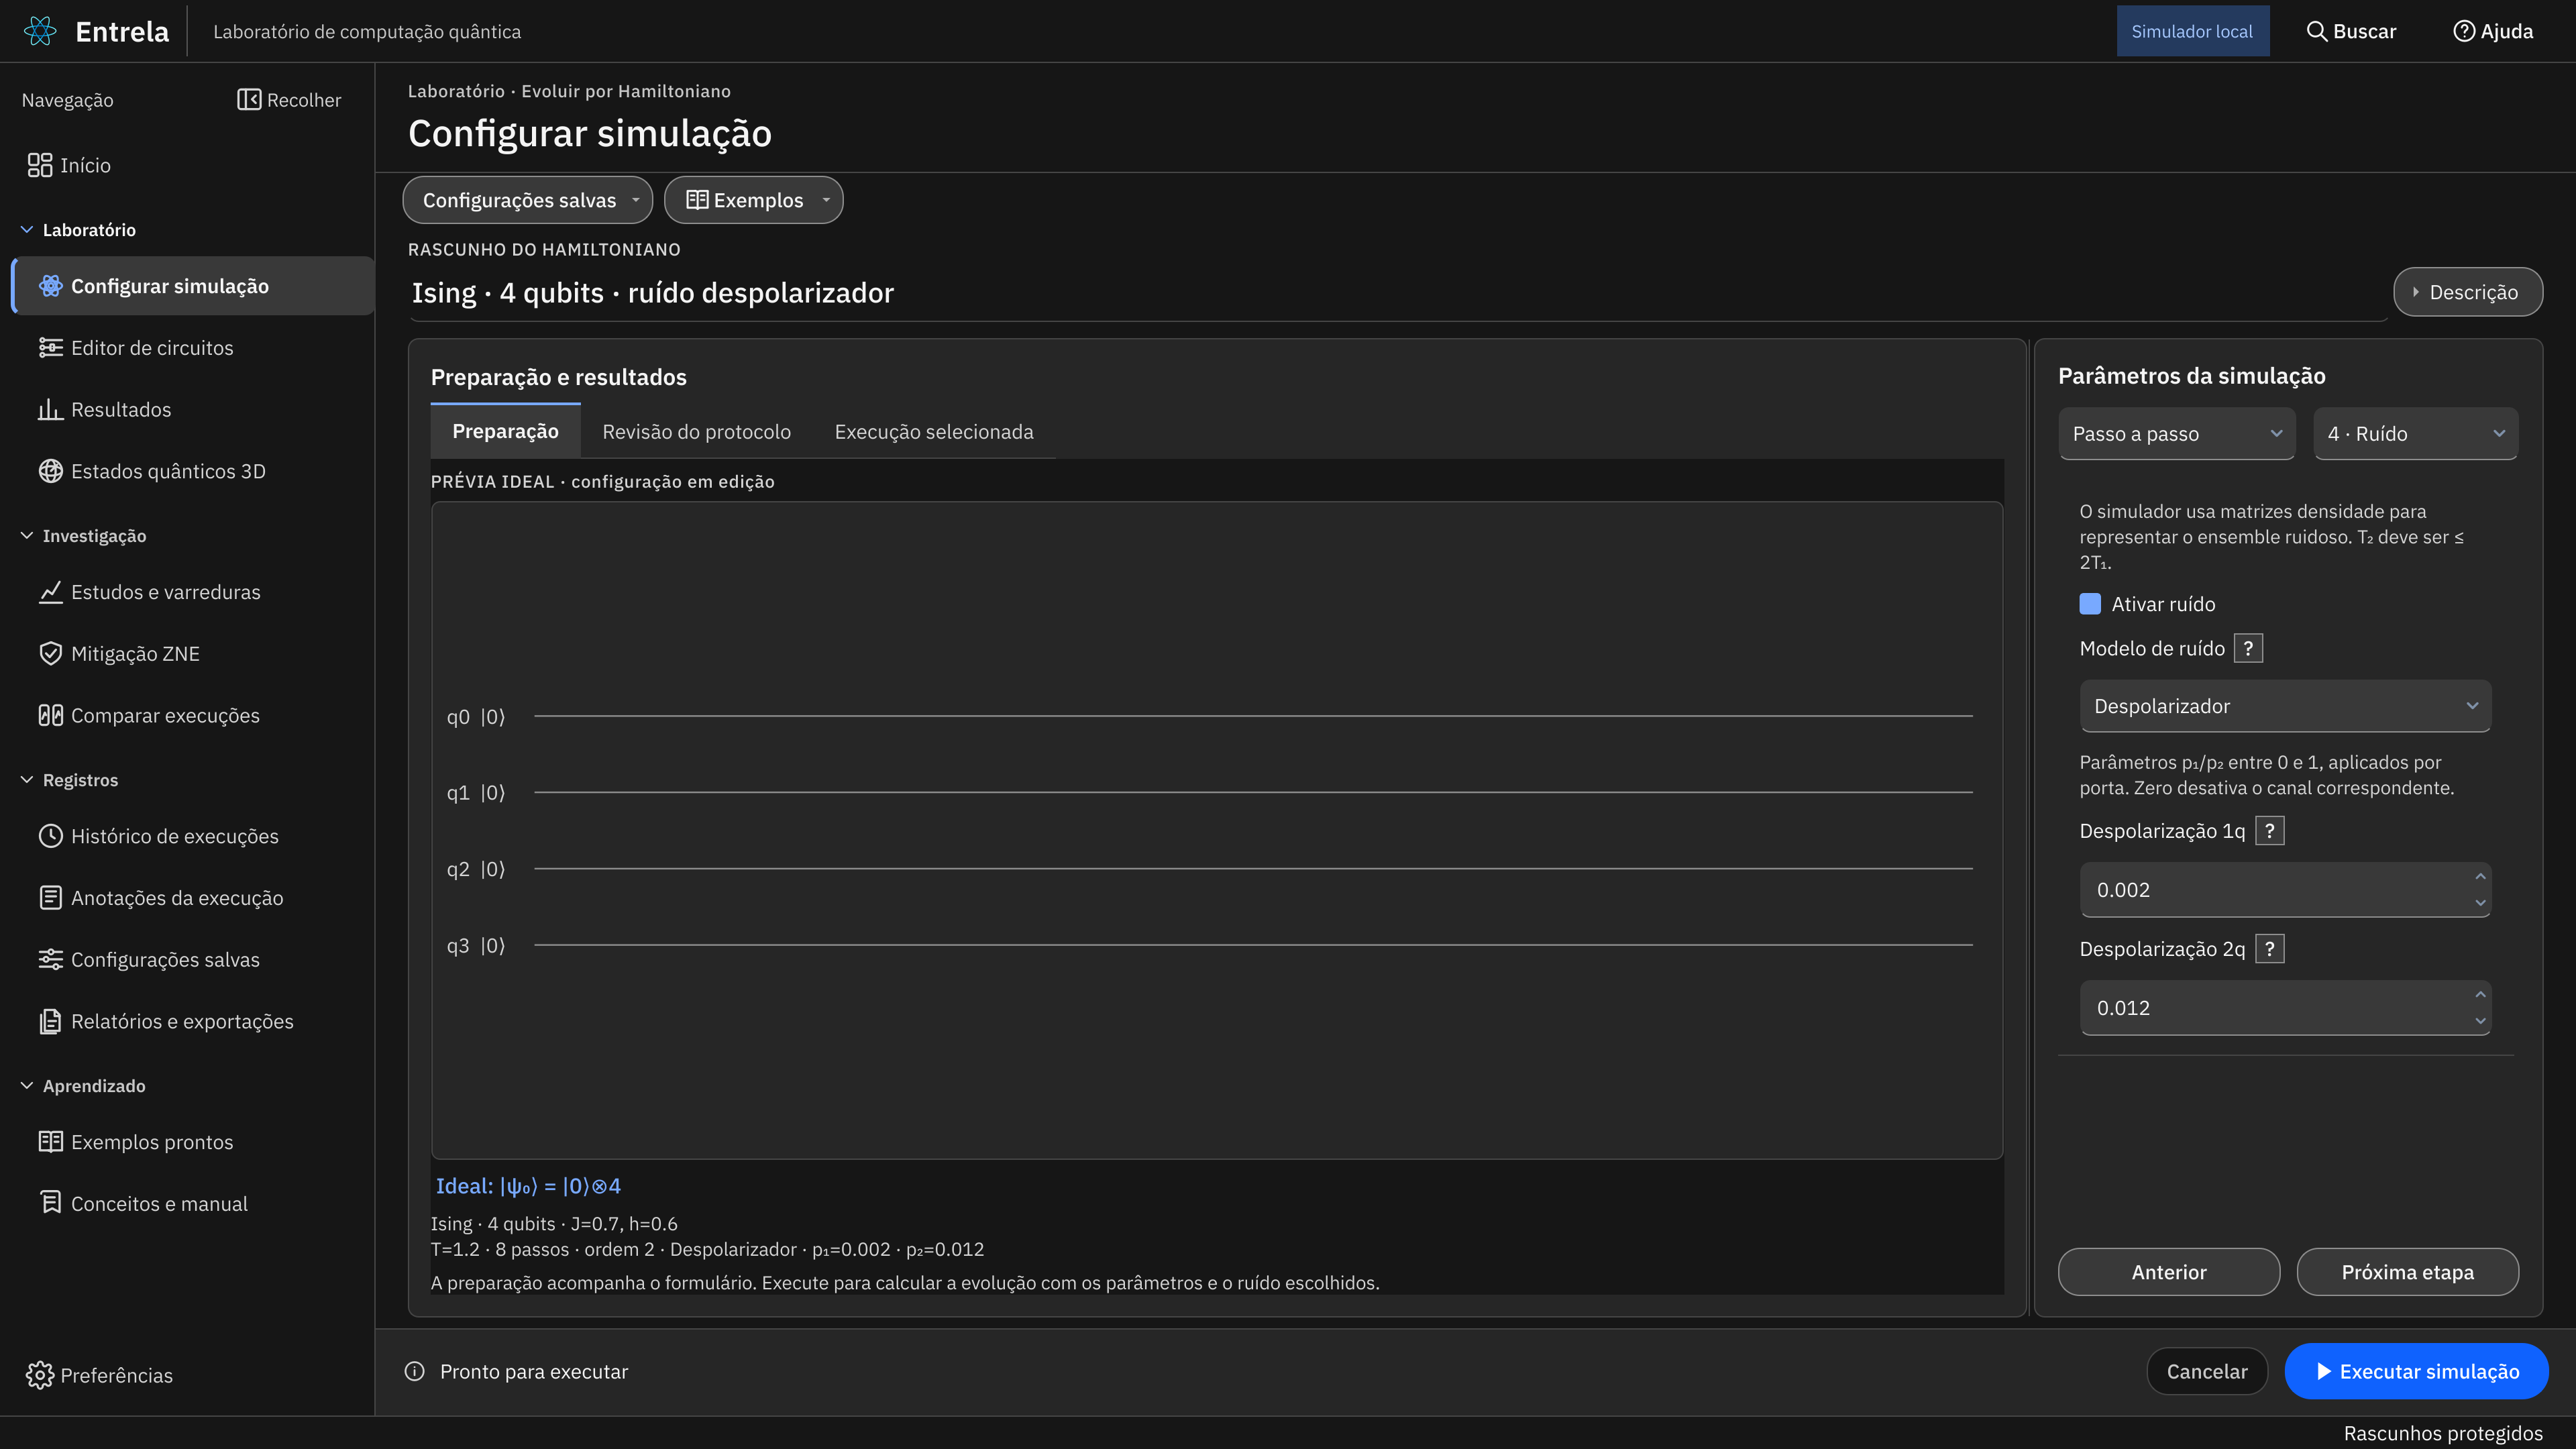 Entrela
Laboratório de computação quântica
Simulador local
Buscar
Ajuda
Navegação
Recolher
Início
Laboratório
Configurar simulação
Editor de circuitos
Resultados
Estados quânticos 3D
Investigação
Estudos e varreduras
Mitigação ZNE
Comparar execuções
Registros
Histórico de execuções
Anotações da execução
Configurações salvas
Relatórios e exportações
Aprendizado
Exemplos prontos
Conceitos e manual
Preferências
Laboratório · Evoluir por Hamiltoniano
Configurar simulação
Configurações salvas
Exemplos
RASCUNHO DO HAMILTONIANO
Ising · 4 qubits · ruído despolarizador
Descrição
Preparação e resultados
Preparação
Revisão do protocolo
Execução selecionada
PRÉVIA IDEAL · configuração em edição
q0 |0⟩
q1 |0⟩
q2 |0⟩
q3 |0⟩
Ideal: |ψ₀⟩ = |0⟩⊗4
Ising · 4 qubits · J=0.7, h=0.6
T=1.2 · 8 passos · ordem 2 · Despolarizador · p₁=0.002 · p₂=0.012
A preparação acompanha o formulário. Execute para calcular a evolução com os parâmetros e o ruído escolhidos.
Parâmetros da simulação
Passo a passo
4 · Ruído
O simulador usa matrizes densidade para
representar o ensemble ruidoso. T₂ deve ser ≤
2T₁.
Ativar ruído
Modelo de ruído ?
Despolarizador
Parâmetros p₁/p₂ entre 0 e 1, aplicados por
porta. Zero desativa o canal correspondente.
Despolarização 1q ?
0.002
Despolarização 2q ?
0.012
Anterior
Próxima etapa
Pronto para executar
Cancelar
Executar simulação
Rascunhos protegidos